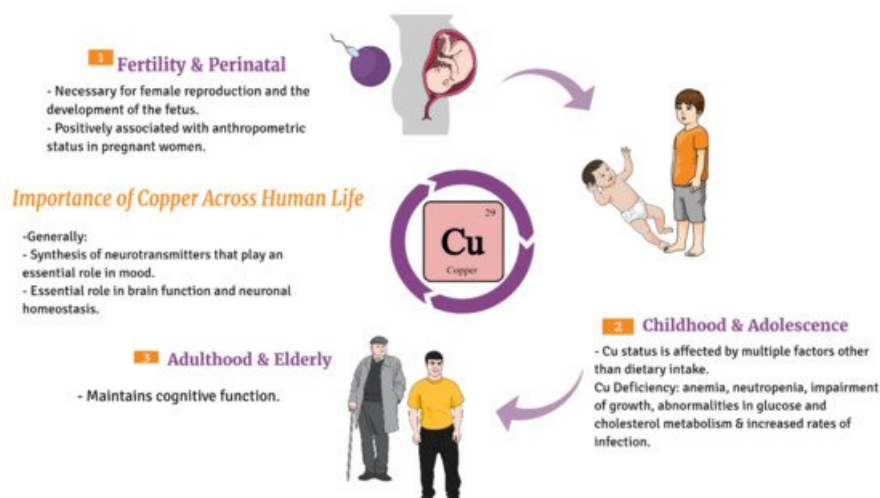 1 Fertility & Perinatal
- Necessary for female reproduction and the
development of the fetus.
- Positively associated with anthropometric
status in pregnant women.
Importance of Copper Across Human Life
-Generally:
- Synthesis of neurotransmitters that play an
essential role in mood.
- Essential role in brain function and neuronal
homeostasis.
29
Cu
Copper
2 Childhood & Adolescence
- Cu status is affected by multiple factors other
than dietary intake.
Cu Deficiency: anemia, neutropenia, impairment
of growth, abnormalities in glucose and
cholesterol metabolism & increased rates of
infection.
3 Adulthood & Elderly
- Maintains cognitive function.